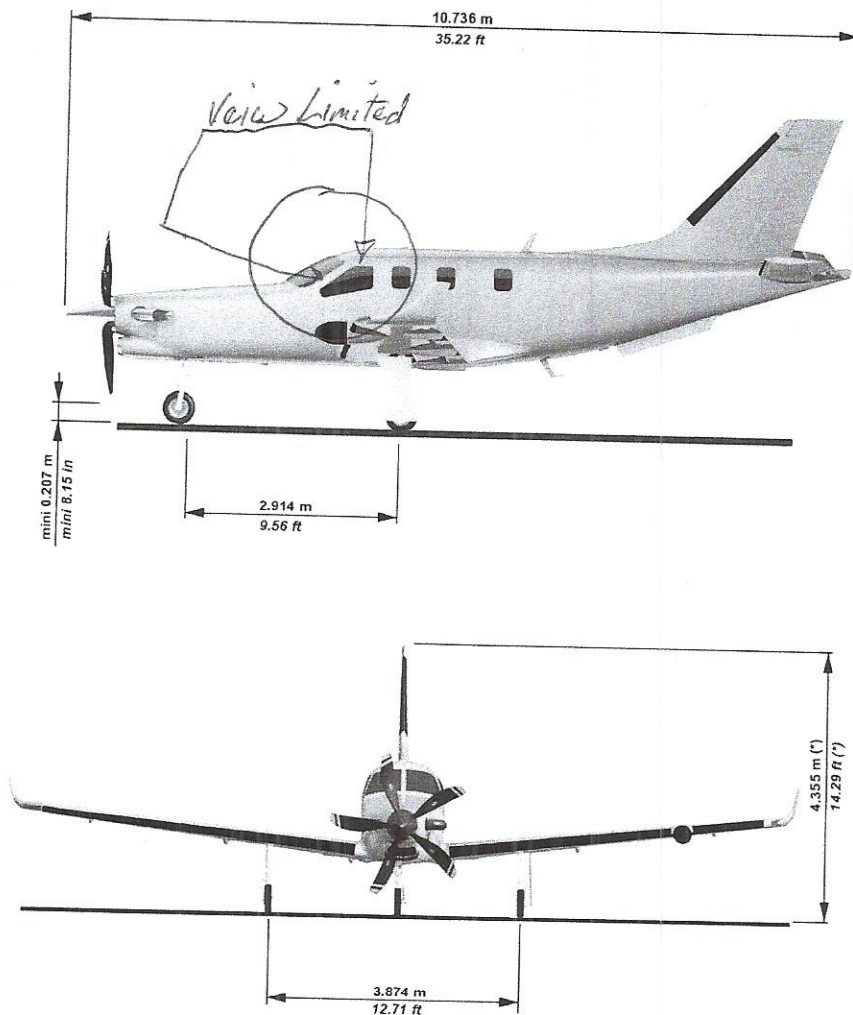 10.736 m
35.22 ft
Veiw Limited
mini 0.207 m
mini 8.15 in
2.914 m
9.56 ft
4.355 m (*)
14.29 ft (*)
3.874 m
12.71 ft